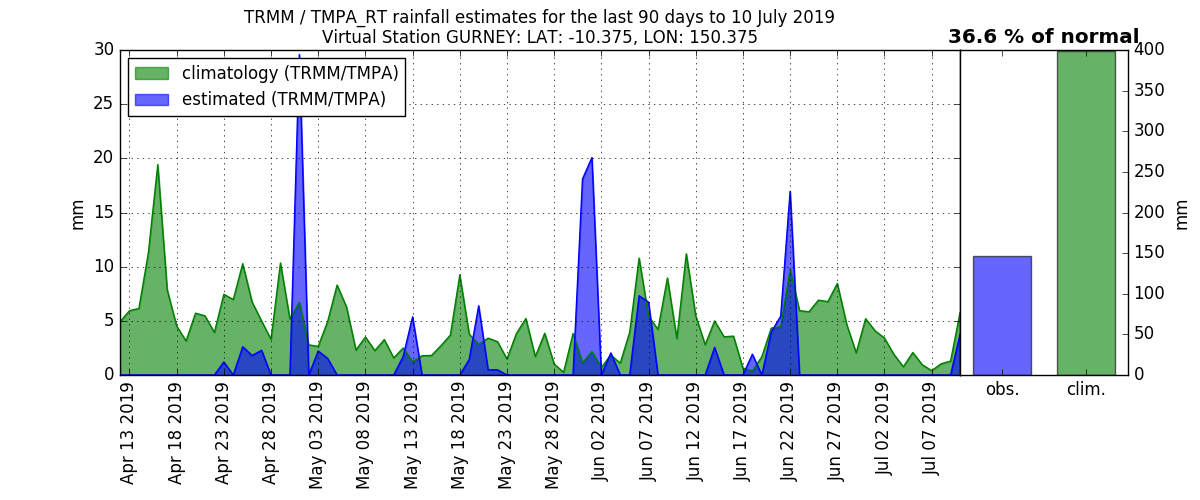 TRMM / TMPA_RT rainfall estimates for the last 90 days to 10 July 2019
Virtual Station GURNEY: LAT: -10.375, LON: 150.375
36.6 % of normal
climatology (TRMM/TMPA)
estimated (TRMM/TMPA)
30
25
20
15
10
5
0
mm
400
350
300
250
200
150
100
50
0
mm
obs.
clim.
Apr 13 2019
Apr 18 2019
Apr 23 2019
Apr 28 2019
May 03 2019
May 08 2019
May 13 2019
May 18 2019
May 23 2019
May 28 2019
Jun 02 2019
Jun 07 2019
Jun 12 2019
Jun 17 2019
Jun 22 2019
Jun 27 2019
Jul 02 2019
Jul 07 2019